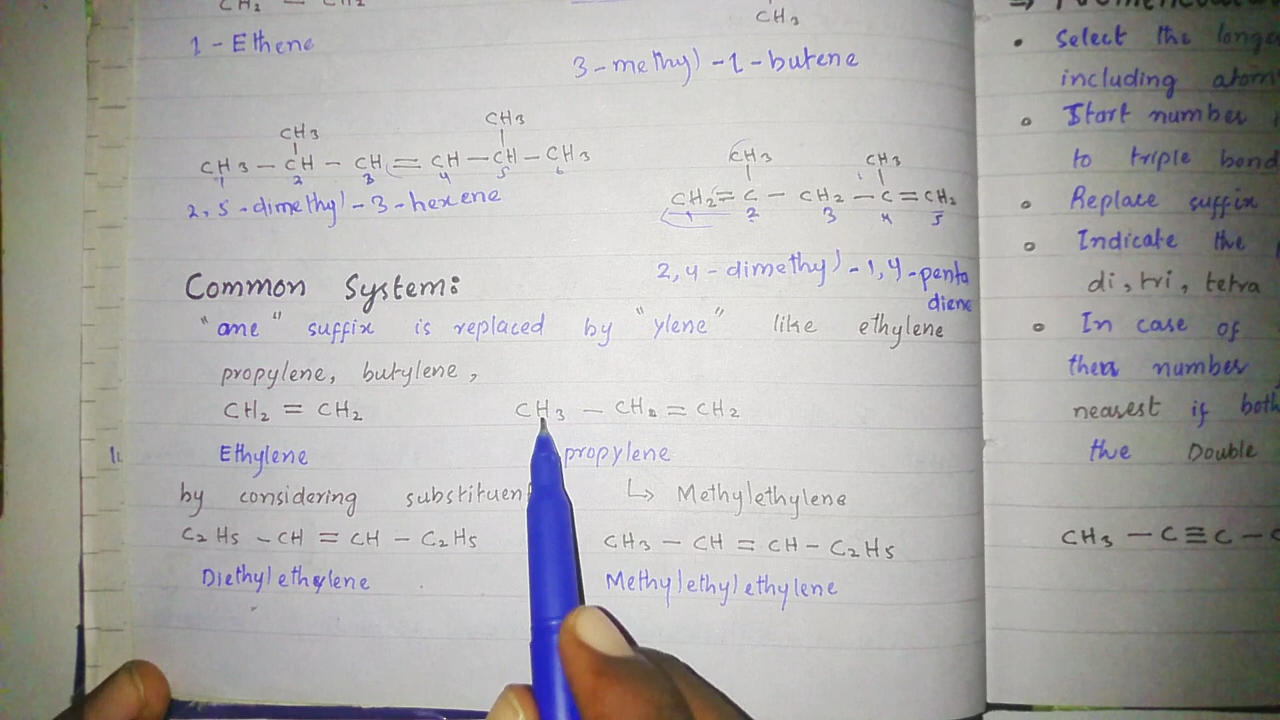 CH₂ = CH₂
1 - Ethene
CH₃
3-methyl-1-butene
CH₃
CH₃
CH₃ - CH - CH = CH - CH - CH₃
1 2 3 4 5 6
2,5-dimethyl-3-hexene
CH₃ CH₃
CH₂ = C - CH₂ - C = CH₂
1 2 3 4 5
2,4-dimethyl-1,4-penta
diene
Common System:
"ane" suffix is replaced by "ylene" like ethylene
propylene, butylene,
CH₂ = CH₂ CH₃ - CH₂ = CH₂
Ethylene propylene
by considering substituen ↳ Methylethylene
C₂H₅ - CH = CH - C₂H₅ CH₃ - CH = CH - C₂H₅
Diethylethylene Methylethylethylene
• Select the longe
including atom
• Start number
to triple bond
• Replace suffix
• Indicate the
di, tri, tetra
• In case of
then number
nearest if both
the Double
CH₃ - C ≡ C -